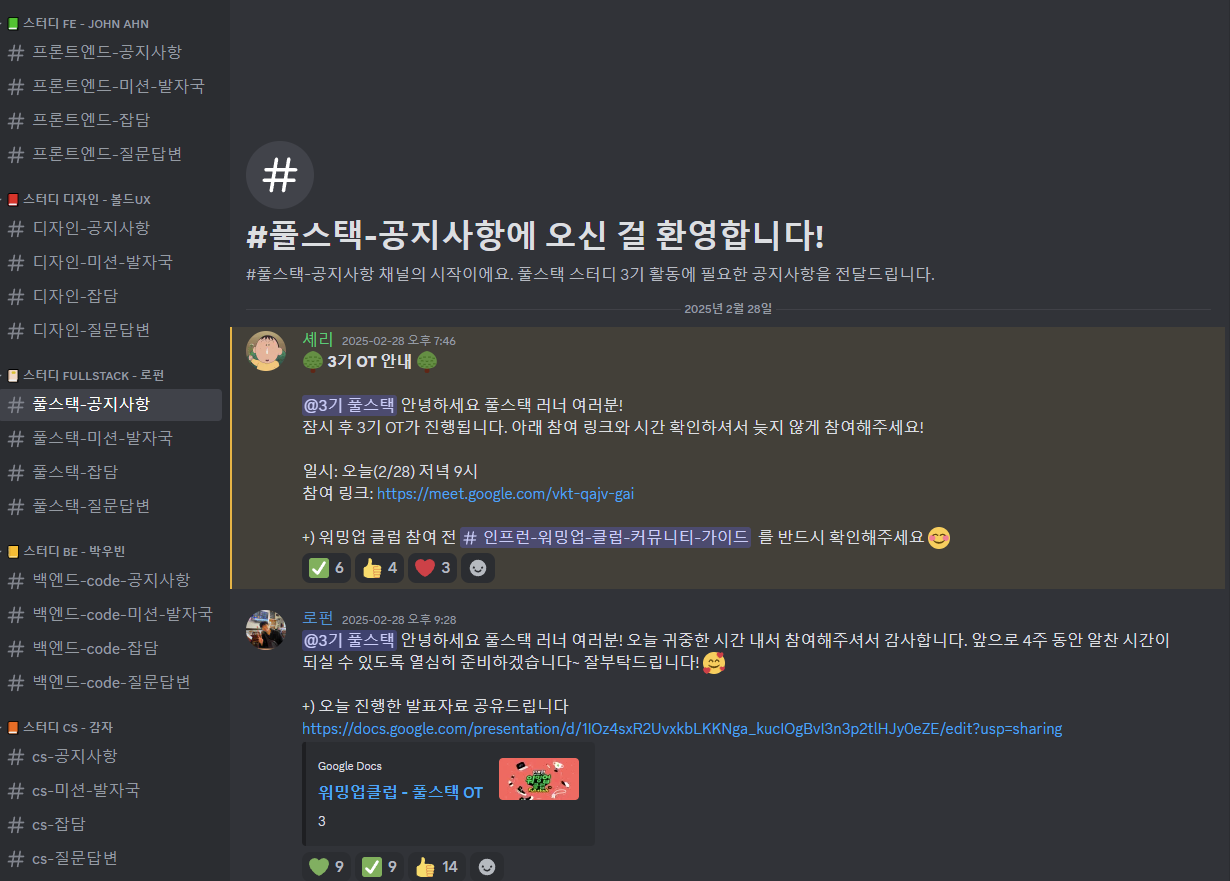 스터디 FE - JOHN AHN
# 프론트엔드-공지사항
# 프론트엔드-미션-발자국
# 프론트엔드-잡담
# 프론트엔드-질문답변
스터디 디자인 - 볼드UX
# 디자인-공지사항
# 디자인-미션-발자국
# 디자인-잡담
# 디자인-질문답변
스터디 FULLSTACK - 로펀
# 풀스택-공지사항
# 풀스택-미션-발자국
# 풀스택-잡담
# 풀스택-질문답변
스터디 BE - 박우빈
# 백엔드-code-공지사항
# 백엔드-code-미션-발자국
# 백엔드-code-잡담
# 백엔드-code-질문답변
스터디 CS - 감자
# cs-공지사항
# cs-미션-발자국
# cs-잡담
# cs-질문답변
#
#풀스택-공지사항에 오신 걸 환영합니다!
#풀스택-공지사항 채널의 시작이에요. 풀스택 스터디 3기 활동에 필요한 공지사항을 전달드립니다.
2025년 2월 28일
셰리 2025-02-28 오후 7:46
🌳 3기 OT 안내 🌳
@3기 풀스택 안녕하세요 풀스택 러너 여러분!
잠시 후 3기 OT가 진행됩니다. 아래 참여 링크와 시간 확인하셔서 늦지 않게 참여해주세요!
일시: 오늘(2/28) 저녁 9시
참여 링크: https://meet.google.com/vkt-qajv-gai
+) 워밍업 클럽 참여 전 # 인프런-워밍업-클럽-커뮤니티-가이드 를 반드시 확인해주세요 😊
✅ 6 👍 4 ❤️ 3
로펀 2025-02-28 오후 9:28
@3기 풀스택 안녕하세요 풀스택 러너 여러분! 오늘 귀중한 시간 내서 참여해주셔서 감사합니다. 앞으로 4주 동안 알찬 시간이
되실 수 있도록 열심히 준비하겠습니다~ 잘부탁드립니다! 🥰
+) 오늘 진행한 발표자료 공유드립니다
https://docs.google.com/presentation/d/1IOz4sxR2UvxkbLKKNga_kucIOgBvI3n3p2tlHJy0eZE/edit?usp=sharing
Google Docs
워밍업클럽 - 풀스택 OT
3
워밍업
💚 9 ✅ 9 👍 14